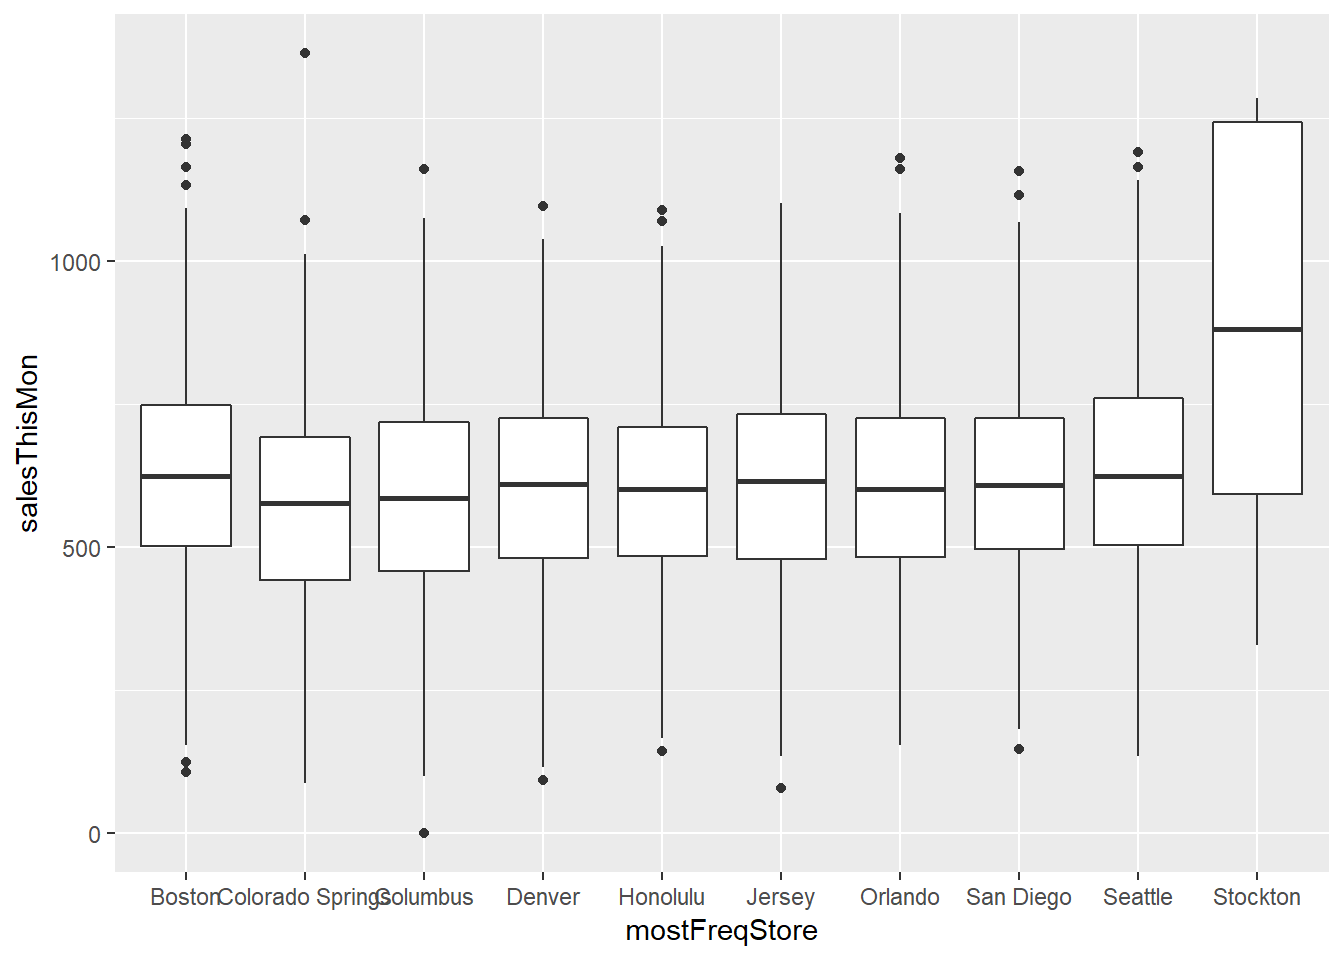 salesThisMon
1000
500
0
Boston Colorado Springs Columbus Denver Honolulu Jersey Orlando San Diego Seattle Stockton
mostFreqStore